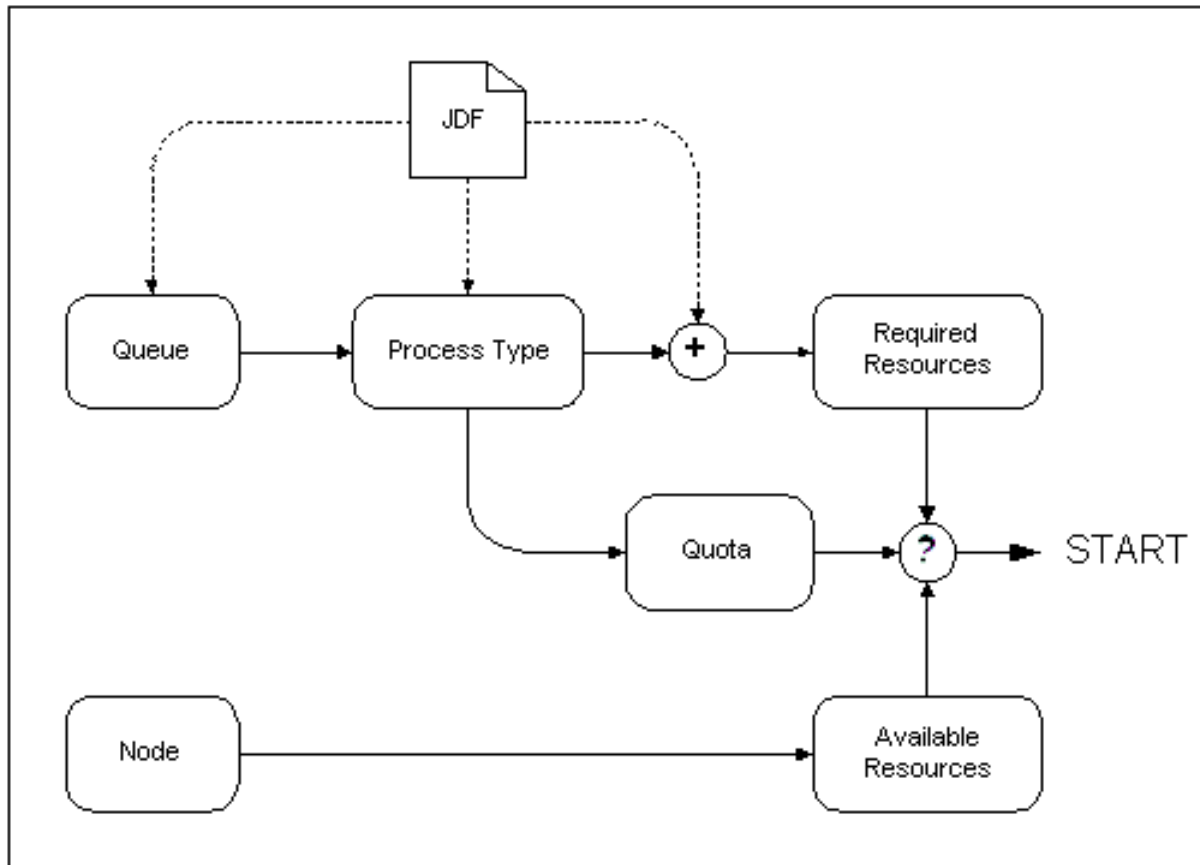 JDF
Queue
Process Type
+
Required
Resources
Quota
?
START
Node
Available
Resources